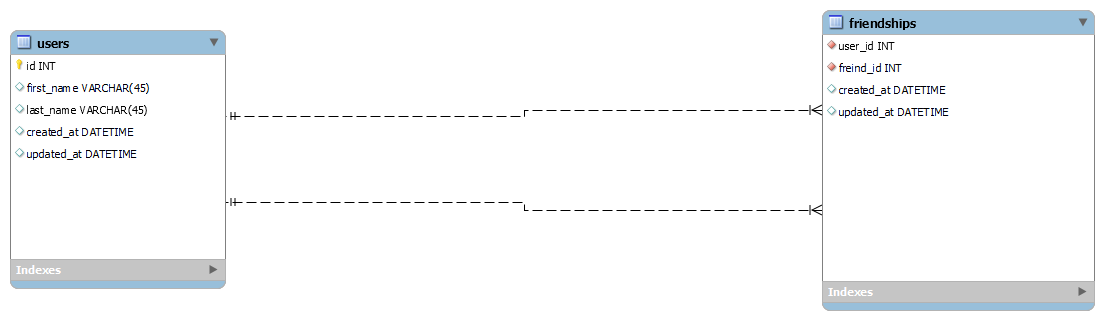 users
id INT
first_name VARCHAR(45)
last_name VARCHAR(45)
created_at DATETIME
updated_at DATETIME
Indexes
friendships
user_id INT
freind_id INT
created_at DATETIME
updated_at DATETIME
Indexes